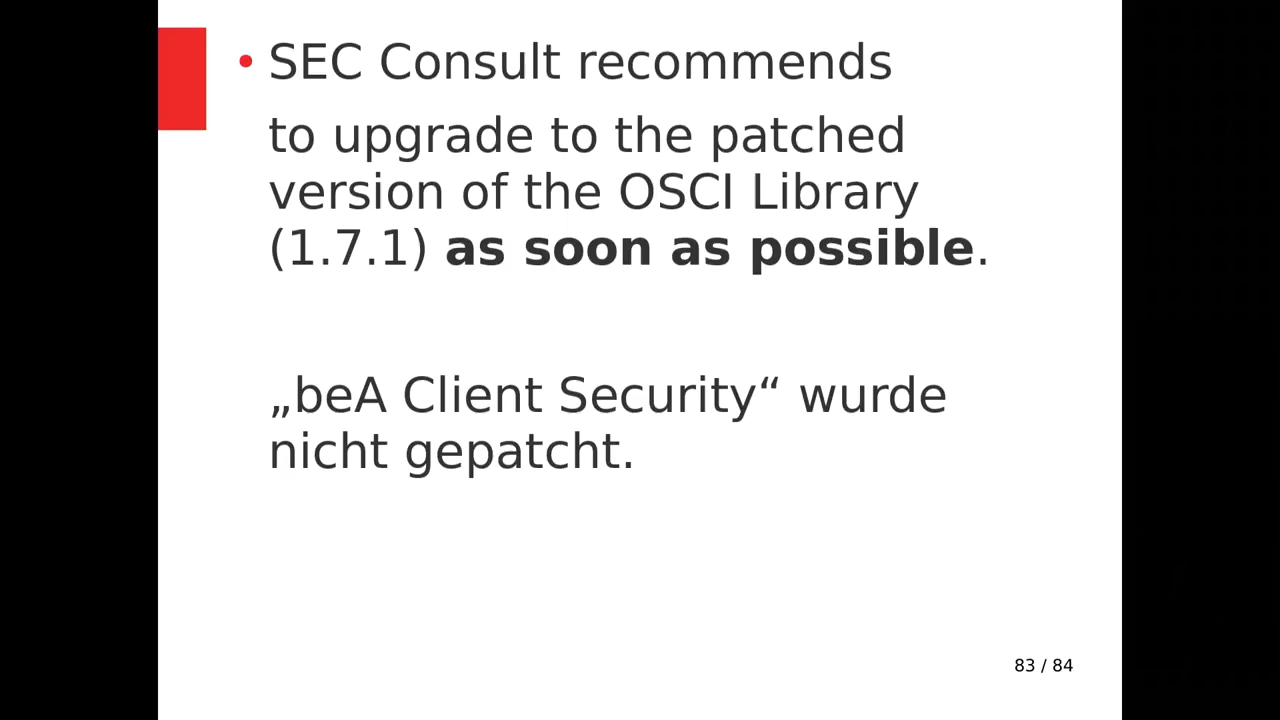 • SEC Consult recommends
to upgrade to the patched
version of the OSCI Library
(1.7.1) as soon as possible.
„beA Client Security“ wurde
nicht gepatcht.
83 / 84